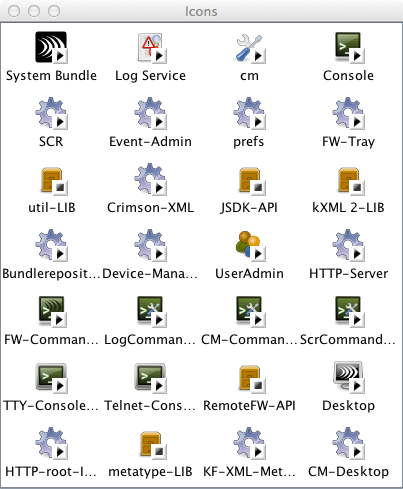 Icons
System Bundle
Log Service
cm
Console
SCR
Event-Admin
prefs
FW-Tray
util-LIB
Crimson-XML
JSDK-API
kXML 2-LIB
Bundlereposit...
Device-Mana...
UserAdmin
HTTP-Server
FW-Comman...
LogComman...
CM-Comman...
ScrCommand...
TTY-Console...
Telnet-Cons...
RemoteFW-API
Desktop
HTTP-root-I...
metatype-LIB
KF-XML-Met...
CM-Desktop